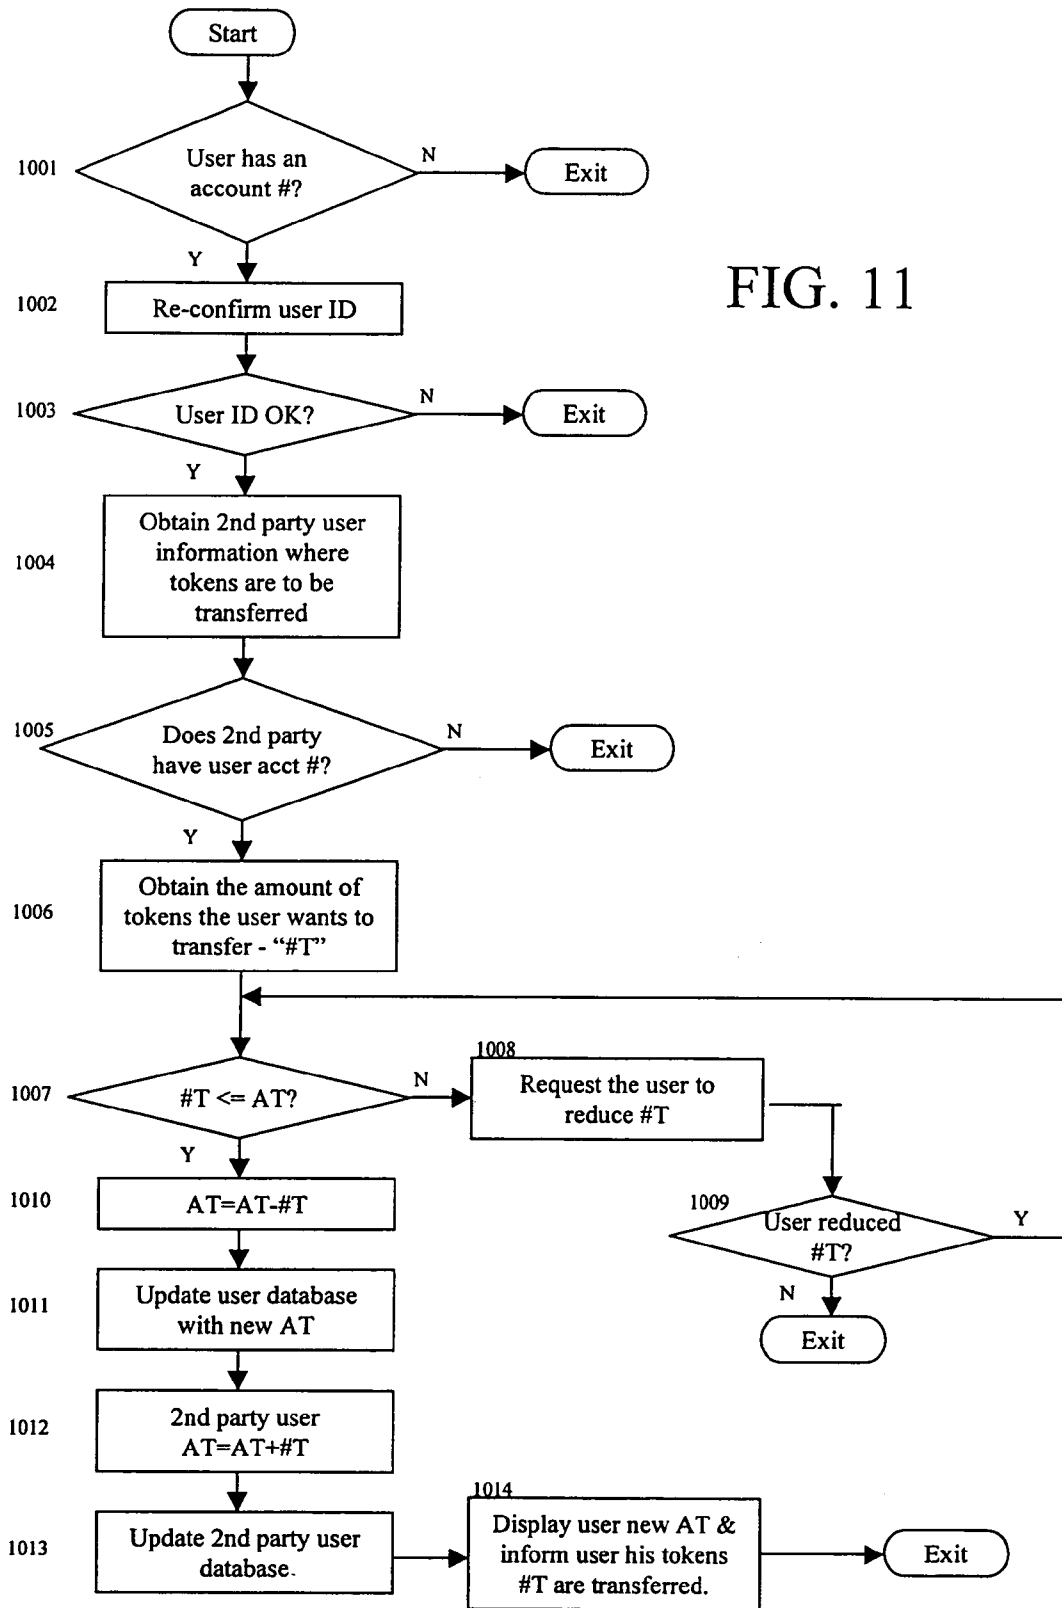 Start
1001
User has an
account #?
N
Exit
Y
FIG. 11
1002
Re-confirm user ID
1003
User ID OK?
N
Exit
Y
1004
Obtain 2nd party user
information where
tokens are to be
transferred
1005
Does 2nd party
have user acct #?
N
Exit
Y
1006
Obtain the amount of
tokens the user wants to
transfer - “#T”
1007
#T <= AT?
N
1008
Request the user to
reduce #T
Y
1009
User reduced
#T?
Y
N
Exit
1010
AT=AT-#T
1011
Update user database
with new AT
1012
2nd party user
AT=AT+#T
1013
Update 2nd party user
database.
1014
Display user new AT &
inform user his tokens
#T are transferred.
Exit